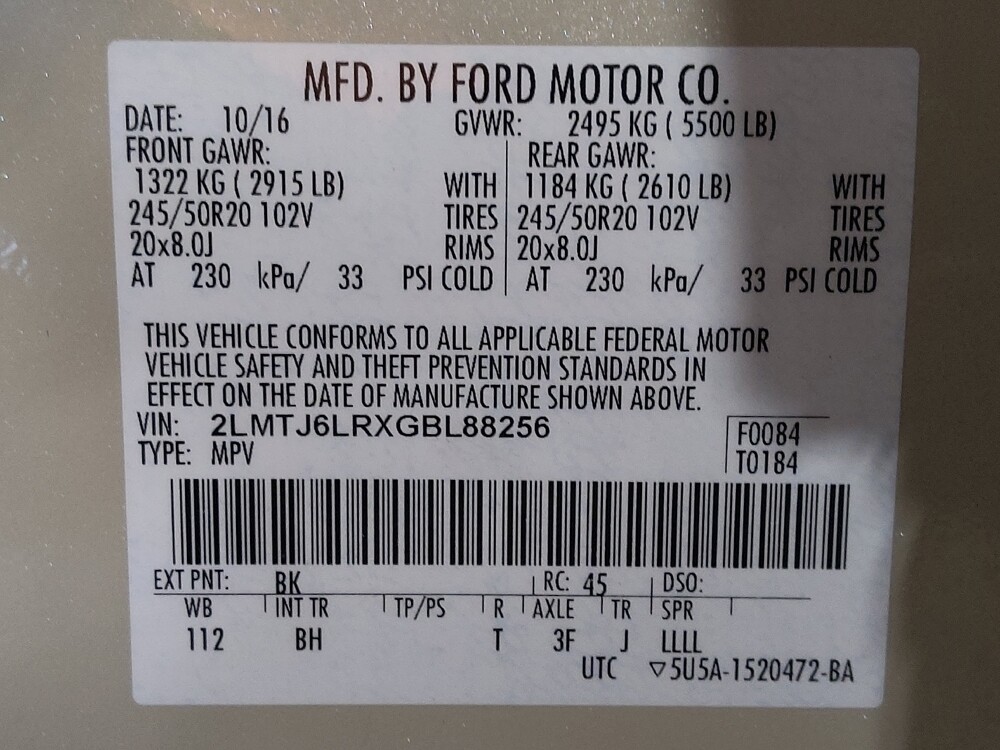 MFD. BY FORD MOTOR CO.
DATE: 10/16 GVWR: 2495 KG ( 5500 LB)
FRONT GAWR: REAR GAWR:
1322 KG ( 2915 LB) WITH 1184 KG ( 2610 LB) WITH
245/50R20 102V TIRES 245/50R20 102V TIRES
20x8.0J RIMS 20x8.0J RIMS
AT 230 kPa/ 33 PSI COLD AT 230 kPa/ 33 PSI COLD
THIS VEHICLE CONFORMS TO ALL APPLICABLE FEDERAL MOTOR
VEHICLE SAFETY AND THEFT PREVENTION STANDARDS IN
EFFECT ON THE DATE OF MANUFACTURE SHOWN ABOVE.
VIN: 2LMTJ6LRXGBL88256 F0084
TYPE: MPV T0184
EXT PNT: BK RC: 45 DSO:
WB INT TR TP/PS R AXLE TR SPR
112 BH T 3F J LLLL
UTC ▽5U5A-1520472-BA